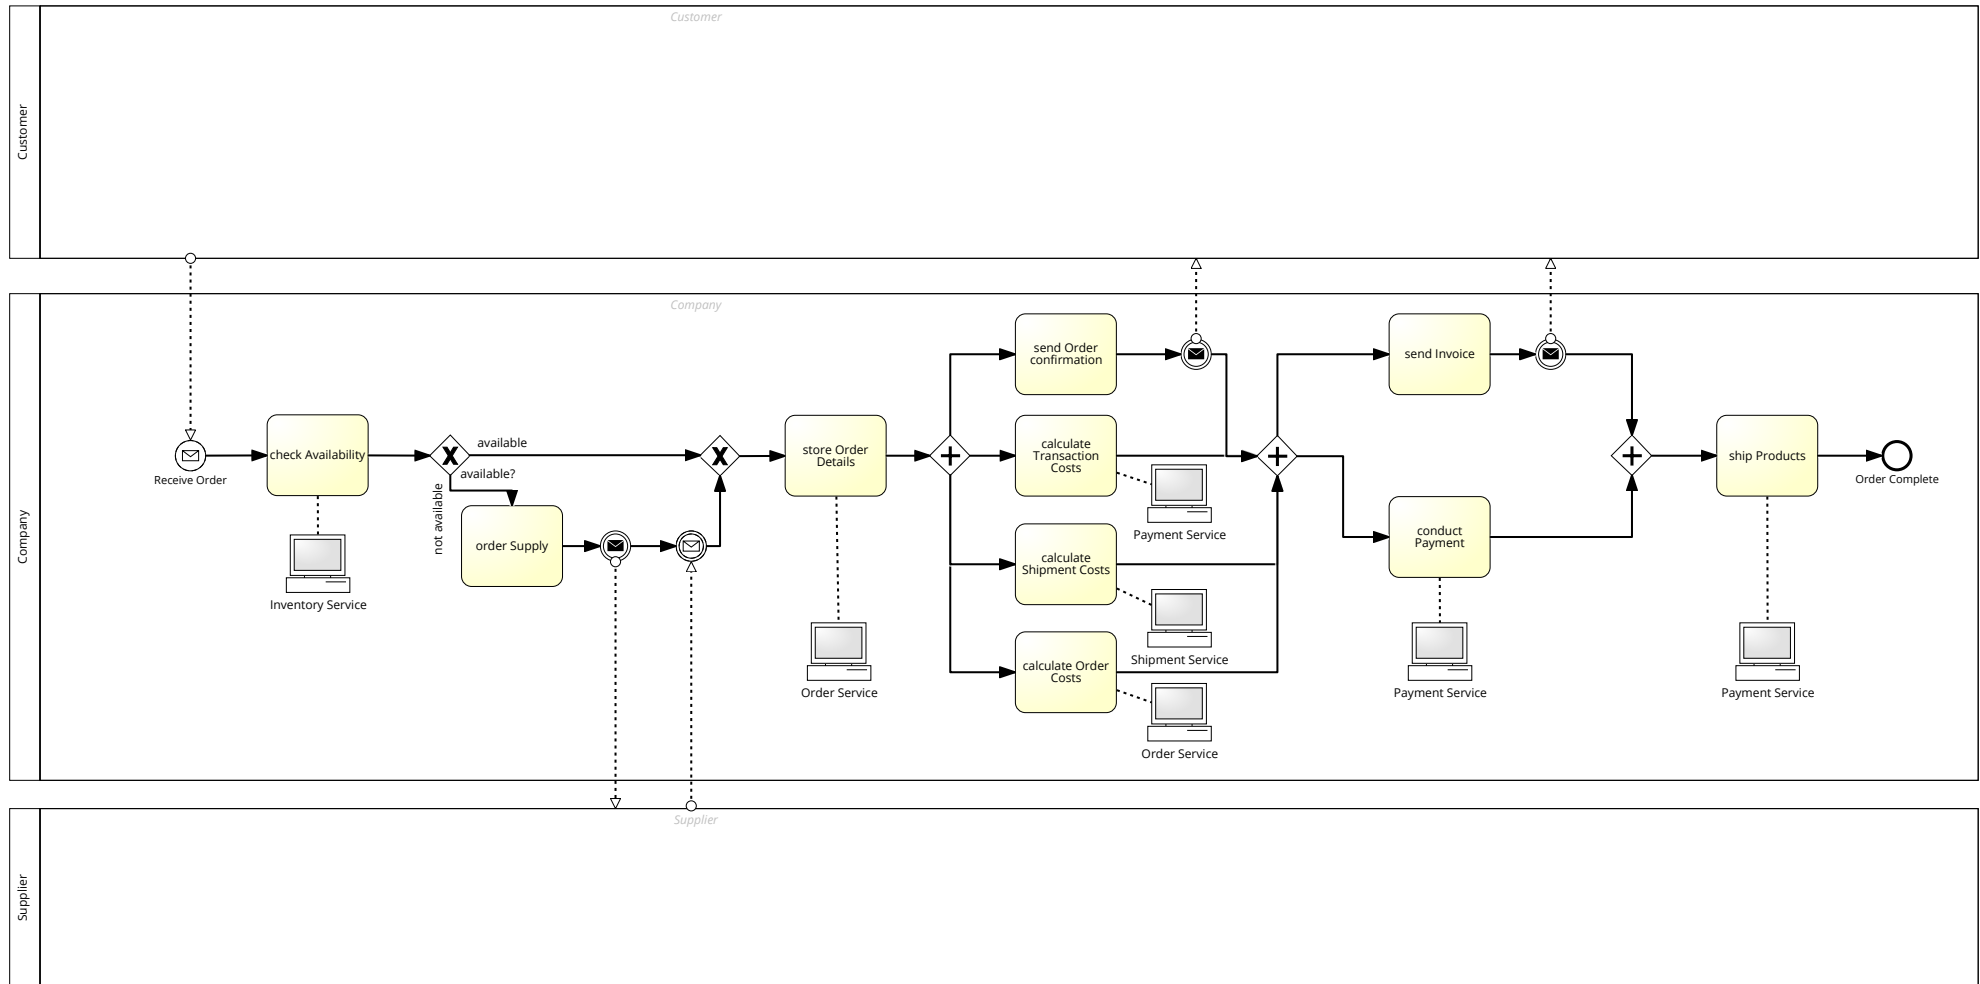 Customer
Customer
Company
Company
Receive Order
check Availability
Inventory Service
available
available?
not available
order Supply
store Order
Details
Order Service
send Order
confirmation
calculate
Transaction
Costs
Payment Service
calculate
Shipment Costs
Shipment Service
calculate Order
Costs
Order Service
send Invoice
conduct
Payment
Payment Service
ship Products
Payment Service
Order Complete
Supplier
Supplier